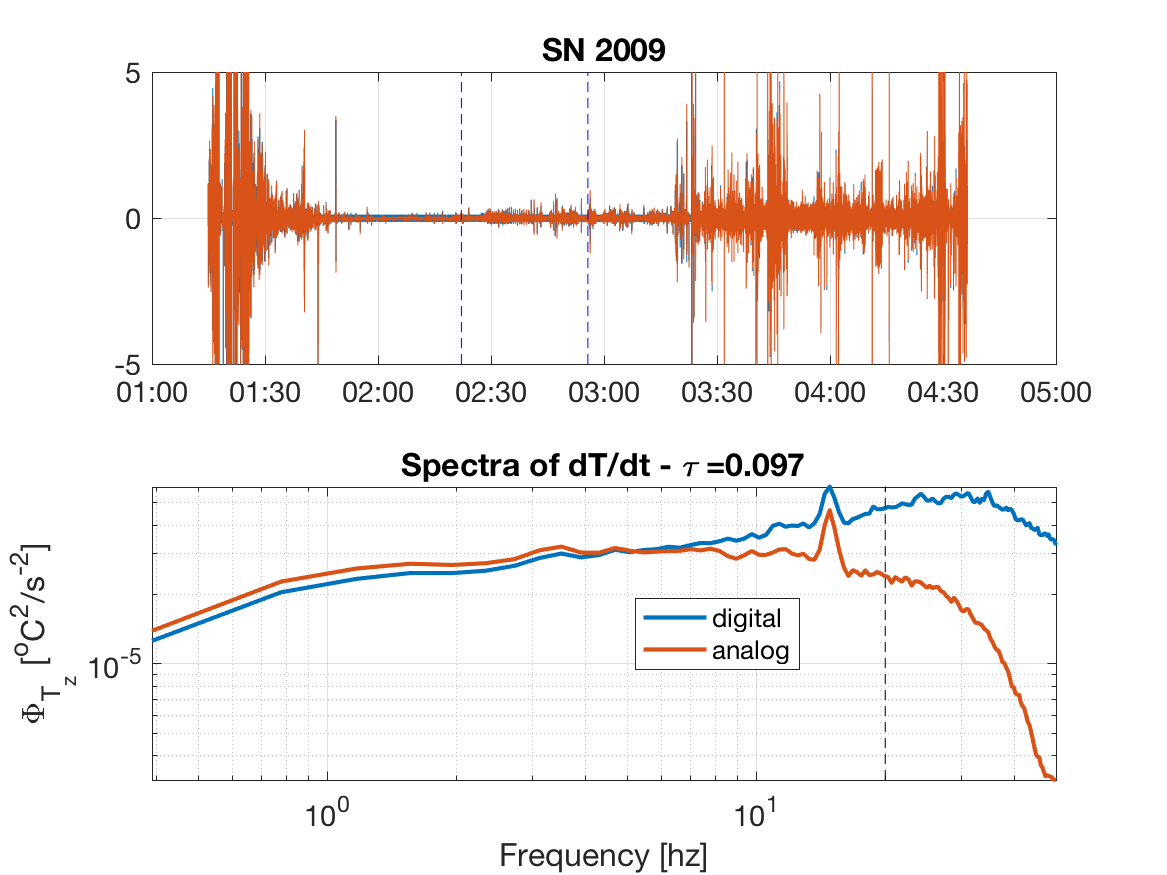 SN 2009
5
0
-5
01:00 01:30 02:00 02:30 03:00 03:30 04:00 04:30 05:00
Spectra of dT/dt - τ =0.097
digital
analog
Φ_{T_z} [°C²/s⁻²]
10⁻⁵
10⁰ 10¹
Frequency [hz]